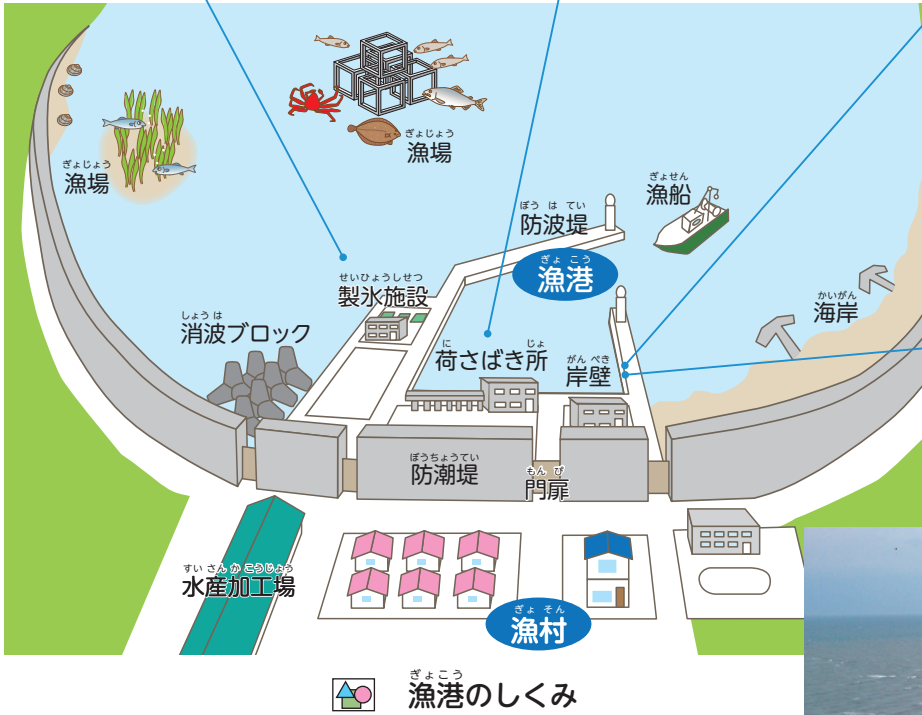 ぎょじょう
漁場
ぎょじょう
漁場
ぎょせん
漁船
ぼう は てい
防波堤
ぎょ こう
漁港
せいひょうしせつ
製氷施設
かいがん
海岸
しょう は
消波ブロック
に じょ
荷さばき所
がん ぺき
岸壁
ぼうちょうてい
防潮堤
もん ぴ
門扉
すい さん か こうじょう
水産加工場
ぎょ そん
漁村
ぎょこう
漁港のしくみ